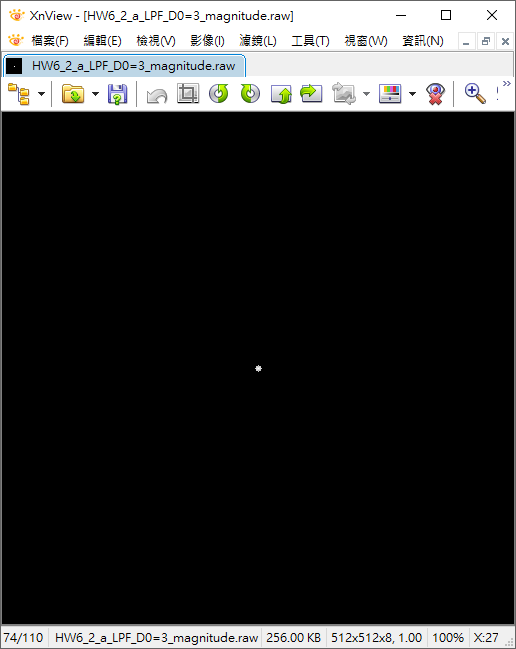 XnView - [HW6_2_a_LPF_D0=3_magnitude.raw]
檔案(F) 編輯(E) 檢視(V) 影像(I) 濾鏡(L) 工具(T) 視窗(W) 資訊(N)
HW6_2_a_LPF_D0=3_magnitude.raw
74/110 HW6_2_a_LPF_D0=3_magnitude.raw 256.00 KB 512x512x8, 1.00 100% X:27